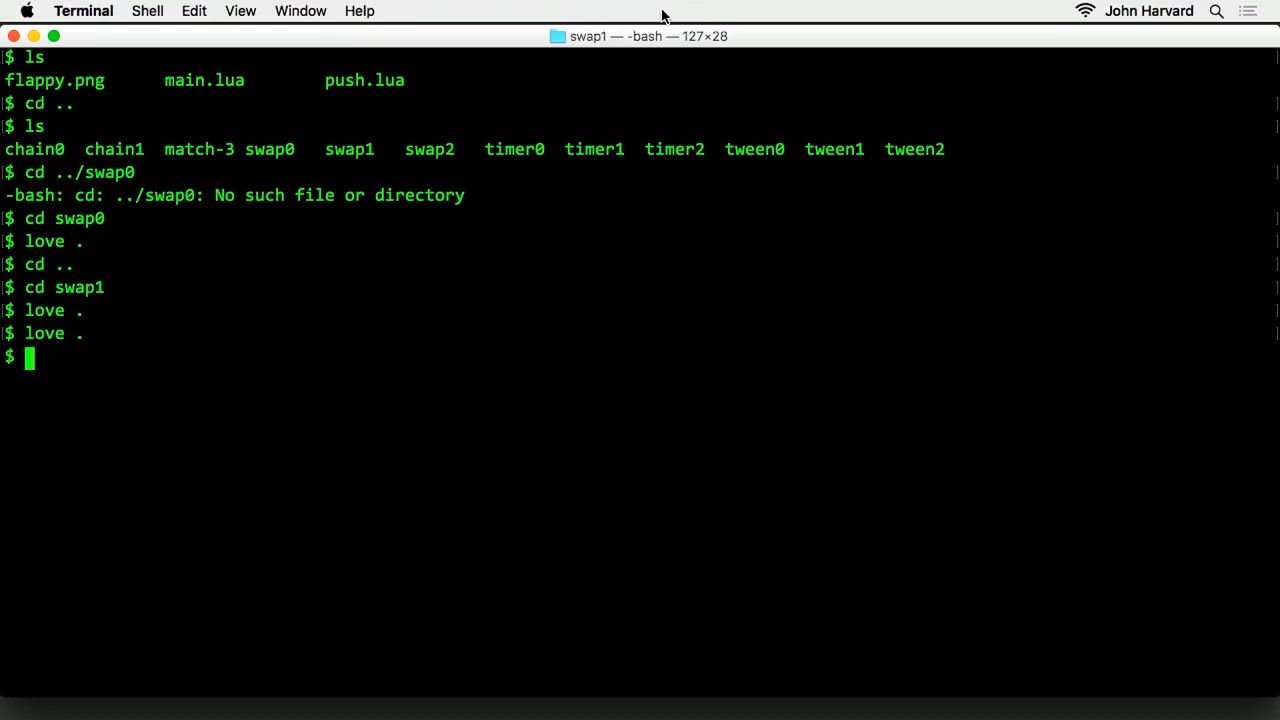 Terminal Shell Edit View Window Help John Harvard
swap1 — -bash — 127×28
$ ls
flappy.png main.lua push.lua
$ cd ..
$ ls
chain0 chain1 match-3 swap0 swap1 swap2 timer0 timer1 timer2 tween0 tween1 tween2
$ cd ../swap0
-bash: cd: ../swap0: No such file or directory
$ cd swap0
$ love .
$ cd ..
$ cd swap1
$ love .
$ love .
$